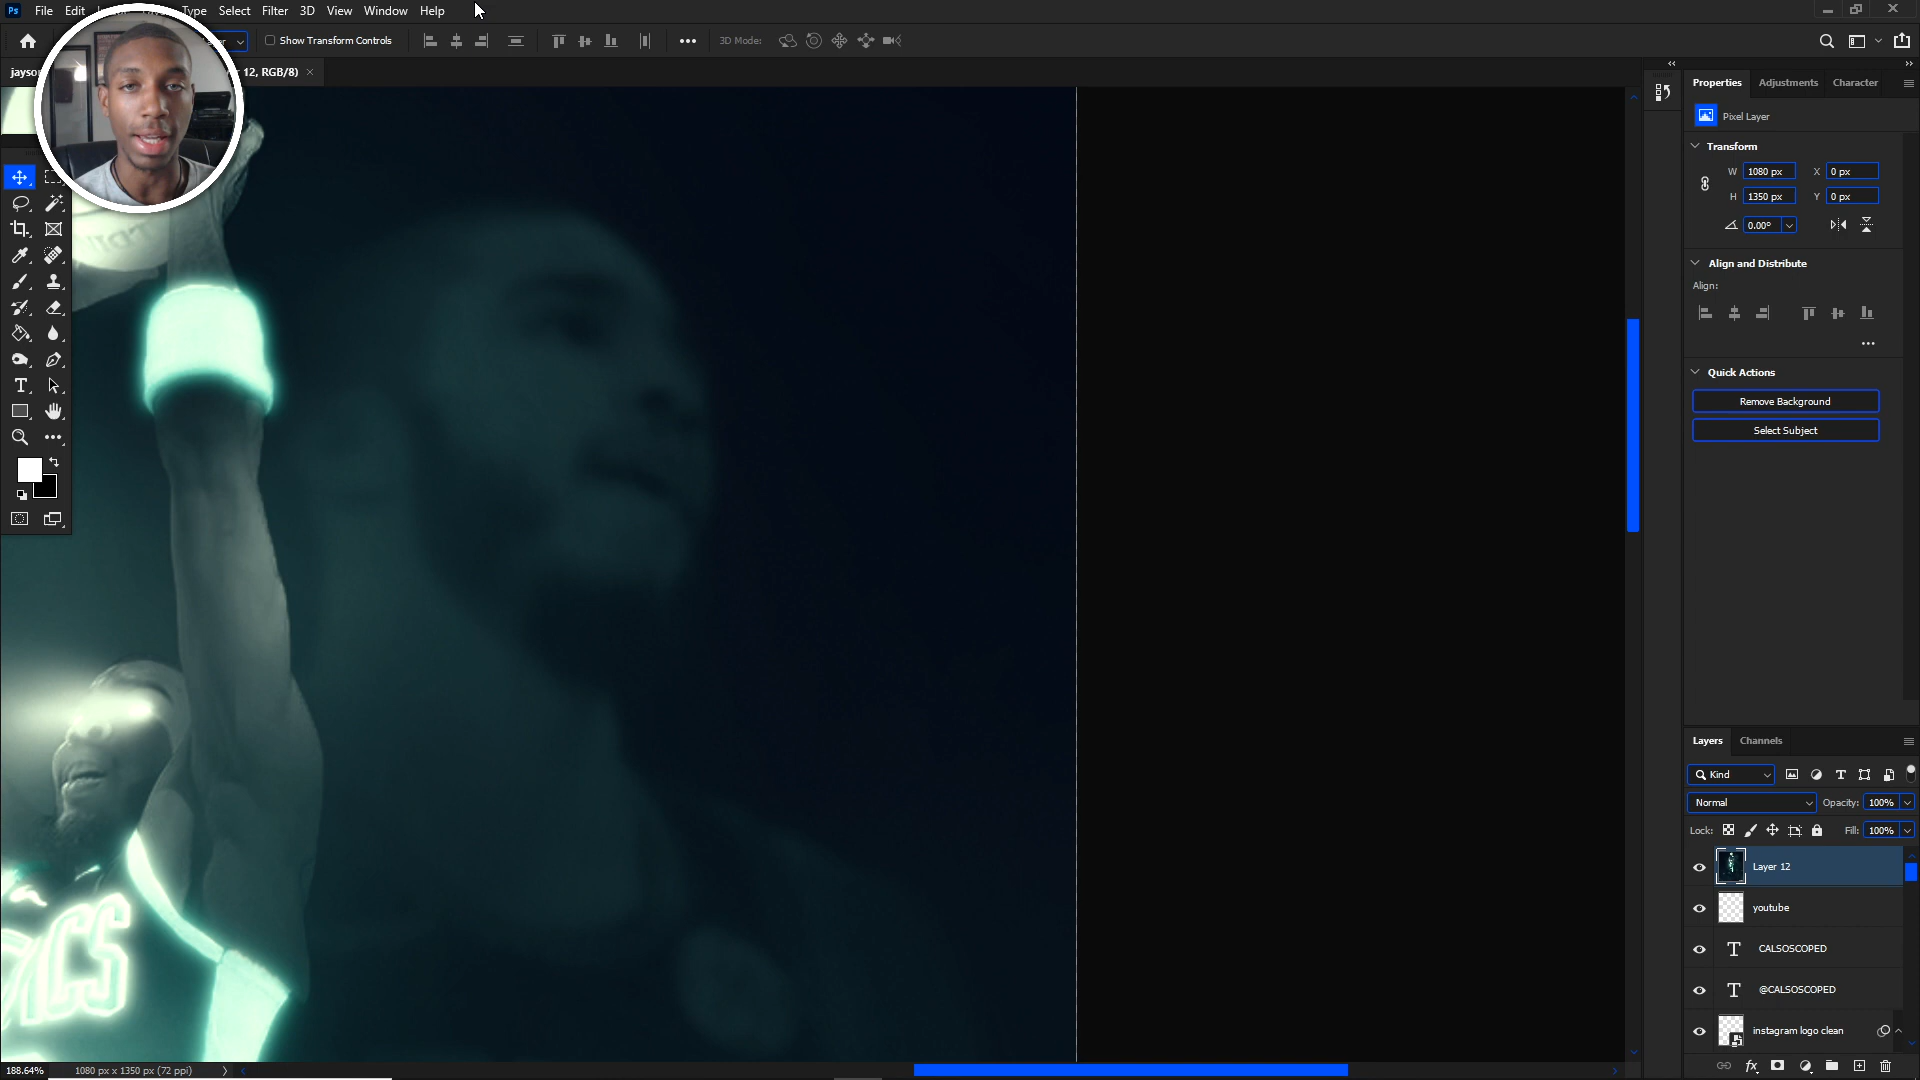 Ps File Edit Type Select Filter 3D View Window Help
Show Transform Controls 3D Mode:
12, RGB/8)
Properties Adjustments Character
Pixel Layer
Transform
W 1080 px X 0 px
H 1350 px Y 0 px
0.00°
Align and Distribute
Align:
Quick Actions
Remove Background
Select Subject
Layers Channels
Kind
Normal Opacity: 100%
Lock: Fill: 100%
Layer 12
youtube
CALSOSCOPED
@CALSOSCOPED
instagram logo clean
188.64% 1080 px x 1350 px (72 ppi)